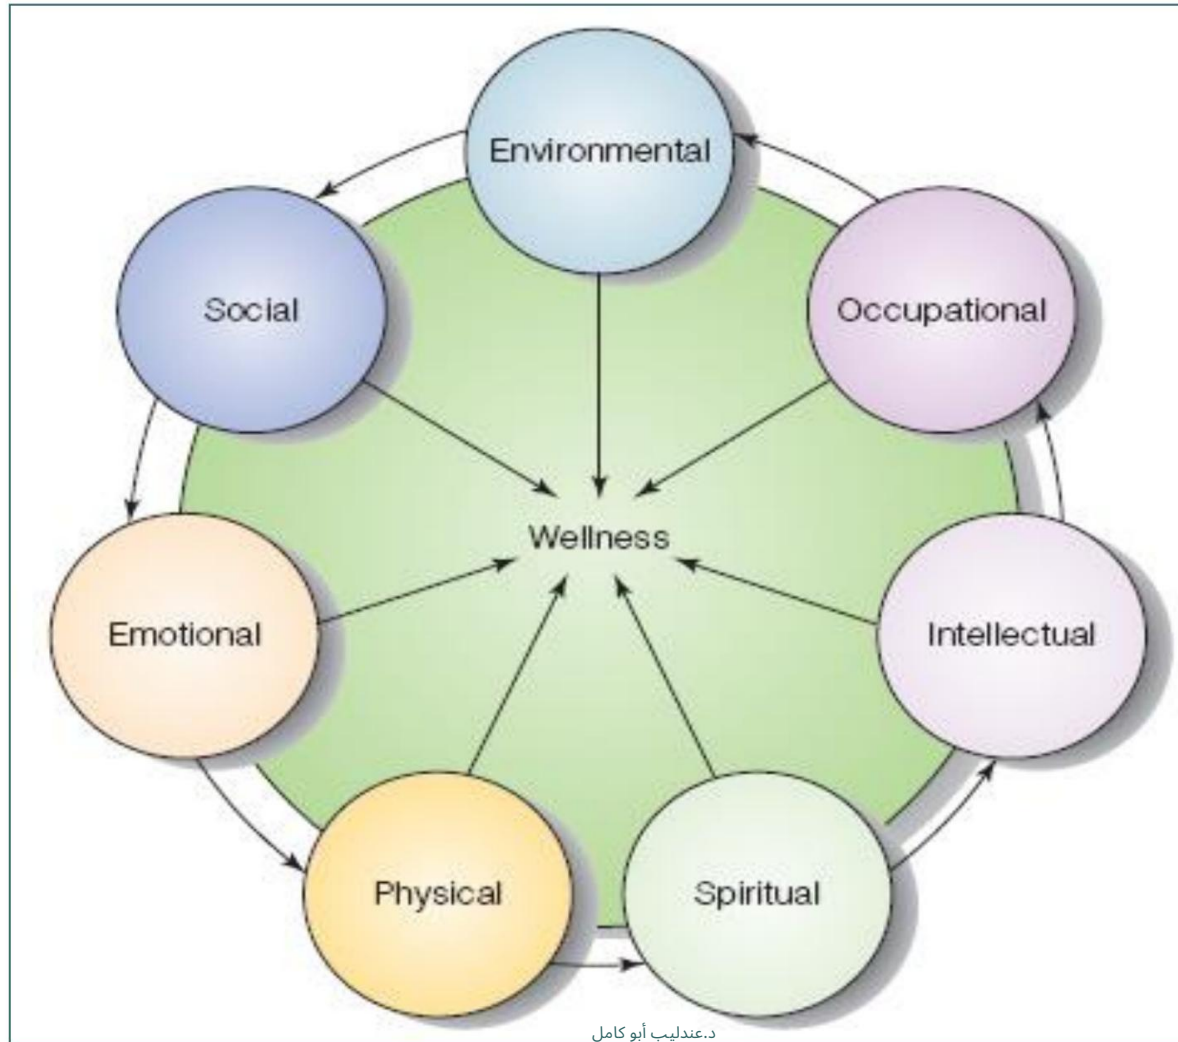 Environmental
Social
Occupational
Wellness
Emotional
Intellectual
Physical
Spiritual
د.عندليب أبو كامل